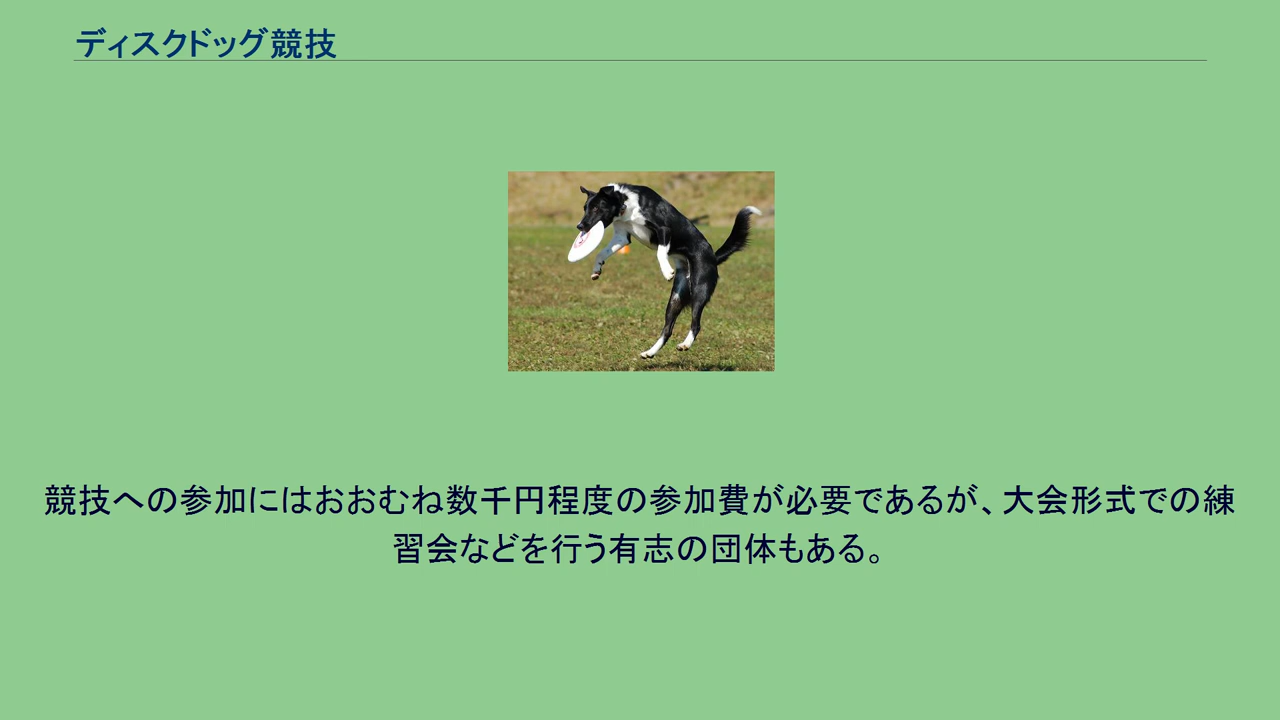 ディスクドッグ競技
競技への参加にはおおむね数千円程度の参加費が必要であるが、大会形式での練
習会などを行う有志の団体もある。